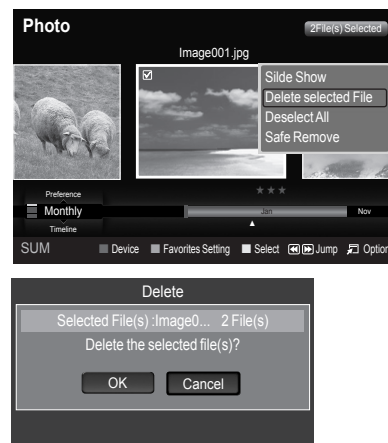 Photo
2File(s) Selected
Image001.jpg
Silde Show
Delete selected File
Deselect All
Safe Remove
Preference
Monthly
Timeline
Jan
Nov
SUM Device Favorites Setting Select Jump Option
Delete
Selected File(s) :Image0... 2 File(s)
Delete the selected file(s)?
OK Cancel